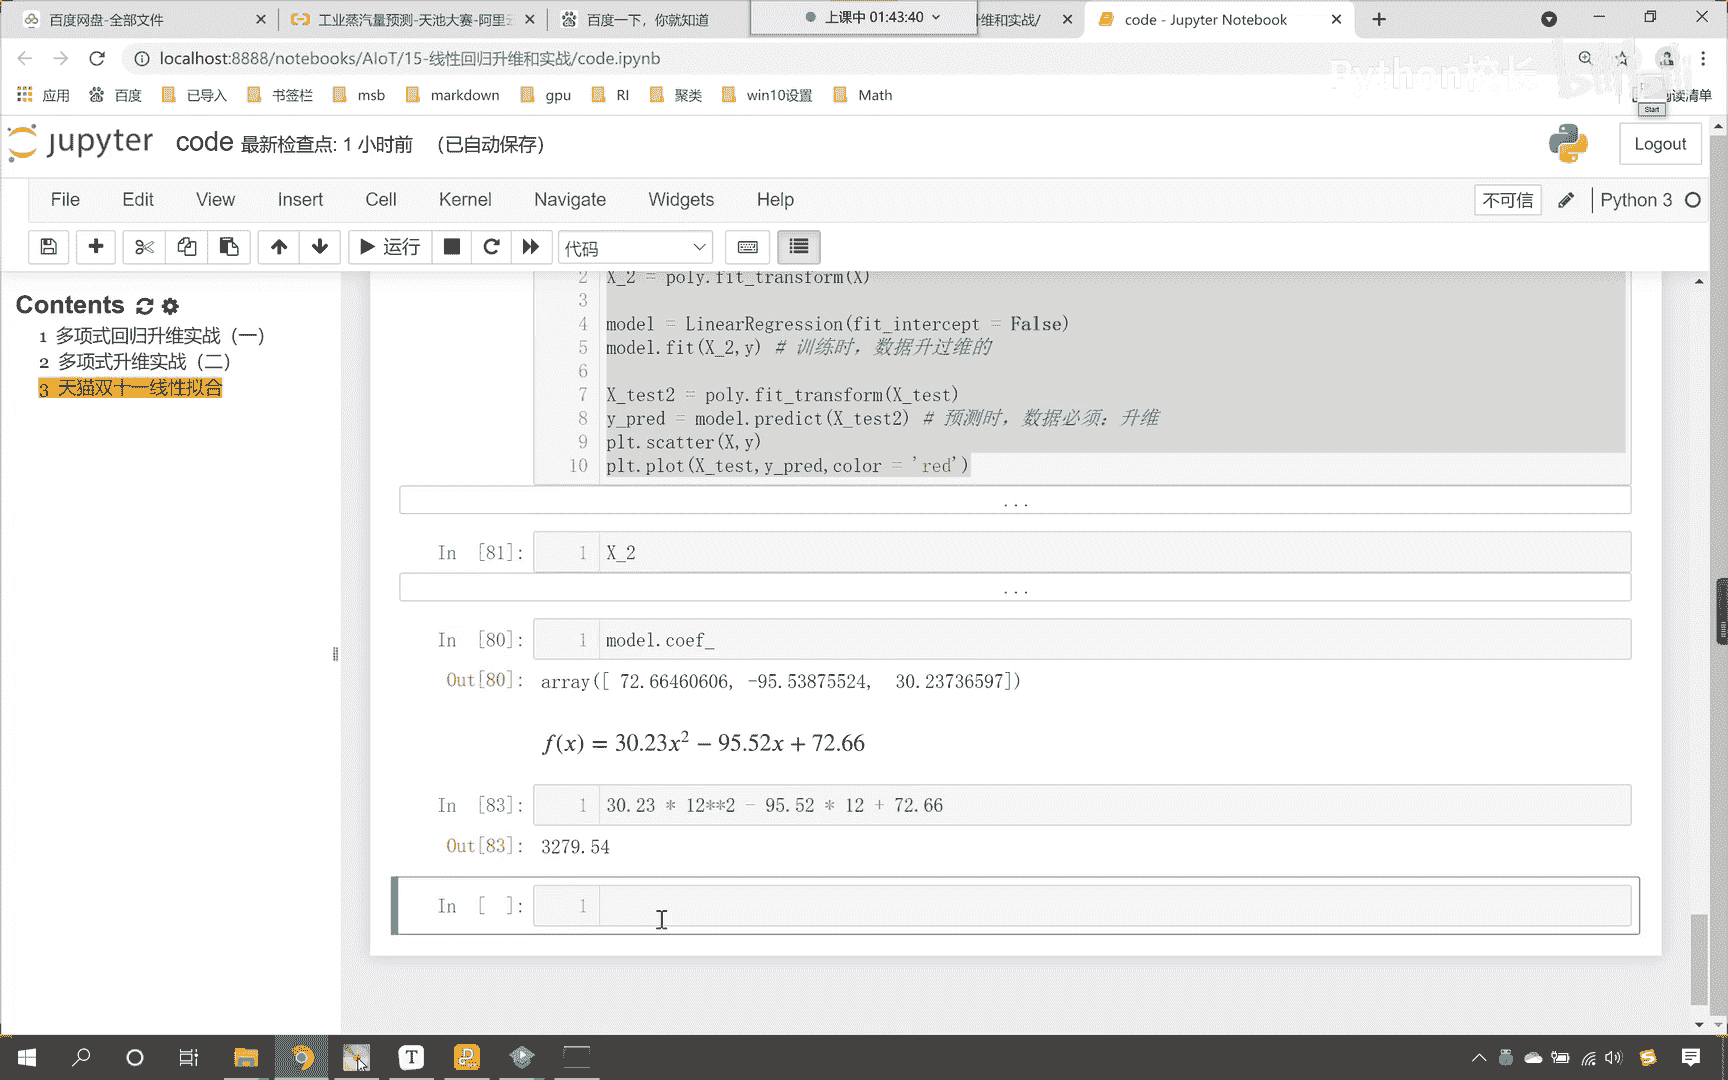 百度网盘-全部文件
工业蒸汽量预测-天池大赛-阿里云
百度一下，你就知道
上课中 01:43:40
维和实战/
code - Jupyter Notebook
localhost:8888/notebooks/AIoT/15-线性回归升维和实战/code.ipynb
Python校长
bilibili
应用
百度
已导入
书签栏
msb
markdown
gpu
RI
聚类
win10设置
Math
阅读清单
Start
jupyter
code 最新检查点: 1 小时前 (已自动保存)
Logout
File Edit View Insert Cell Kernel Navigate Widgets Help
不可信
Python 3
运行
代码
Contents
1 多项式回归升维实战（一）
2 多项式升维实战（二）
3 天猫双十一线性拟合
2 X_2 = poly.fit_transform(X)
3
4 model = LinearRegression(fit_intercept = False)
5 model.fit(X_2,y) # 训练时，数据升过维的
6
7 X_test2 = poly.fit_transform(X_test)
8 y_pred = model.predict(X_test2) # 预测时，数据必须：升维
9 plt.scatter(X,y)
10 plt.plot(X_test,y_pred,color = 'red')
...
In [81]: 1 X_2
...
In [80]: 1 model.coef_
Out[80]: array([ 72.66460606, -95.53875524, 30.23736597])
f(x) = 30.23x² − 95.52x + 72.66
In [83]: 1 30.23 * 12**2 - 95.52 * 12 + 72.66
Out[83]: 3279.54
In [ ]: 1